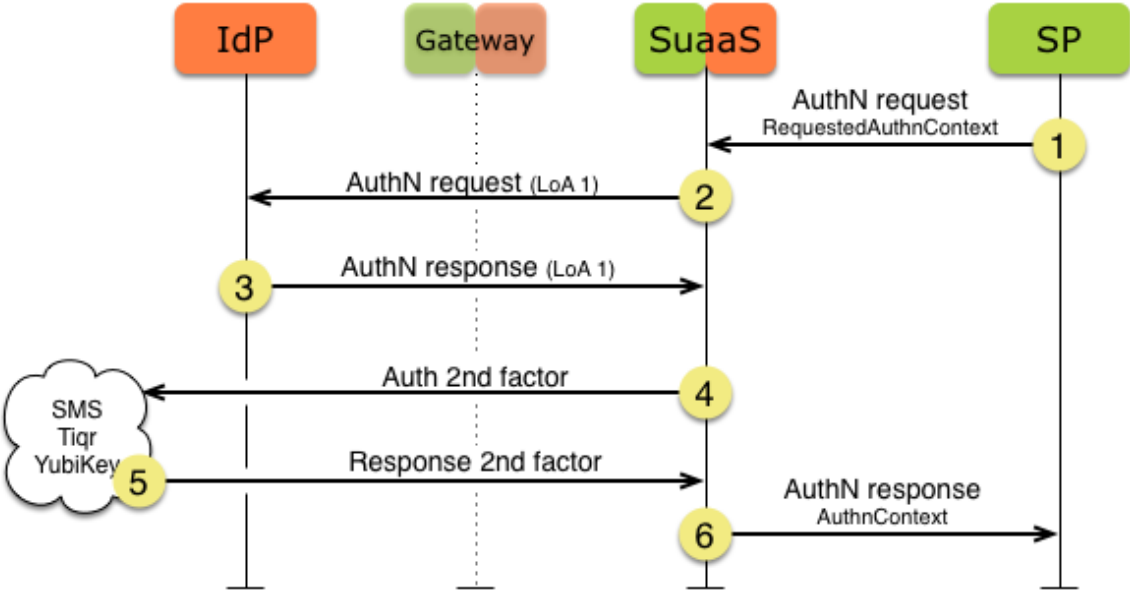 IdP
Gateway
SuaaS
SP
AuthN request
RequestedAuthnContext
1
AuthN request (LoA 1)
2
AuthN response (LoA 1)
3
Auth 2nd factor
4
SMS
Tiqr
YubiKey
5
Response 2nd factor
AuthN response
AuthnContext
6